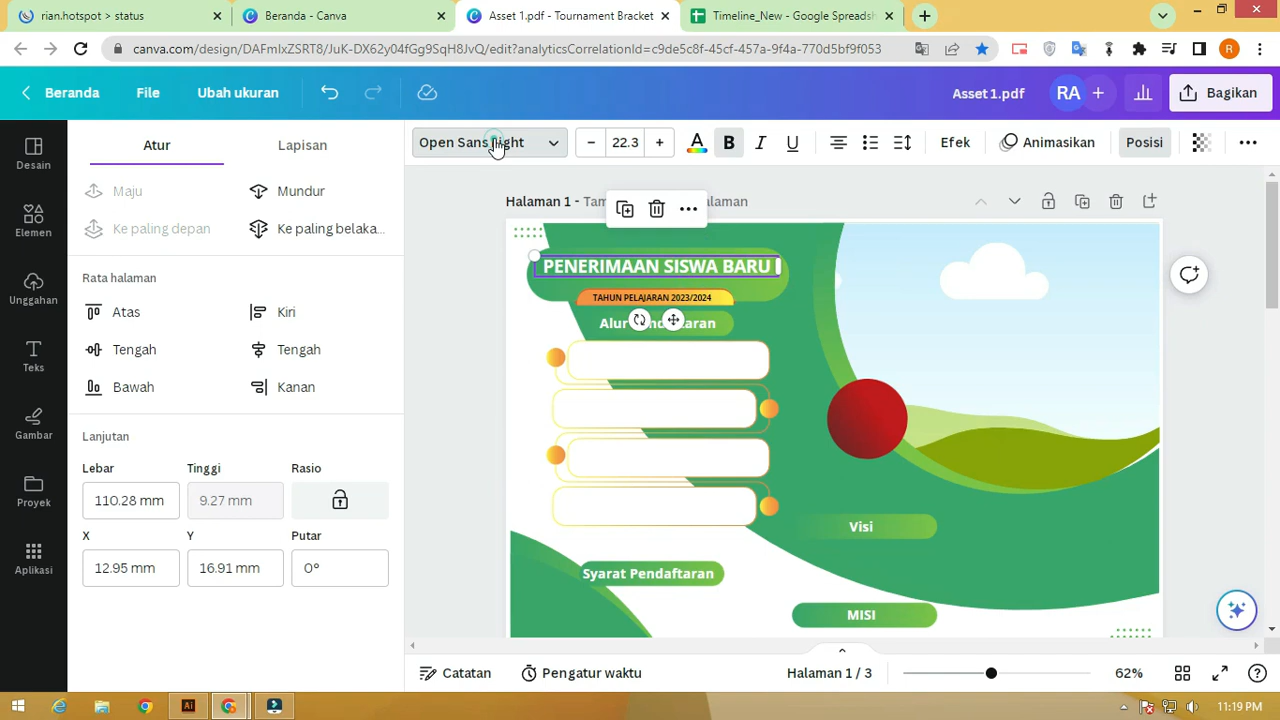 rian.hotspot > status
Beranda - Canva
Asset 1.pdf - Tournament Bracket
Timeline_New - Google Spreadsh
canva.com/design/DAFmIxZSRT8/JuK-DX62y04fGg9SqH8JvQ/edit?analyticsCorrelationId=c9de5c8f-45cf-457a-9f4a-770d5bf9f053
R
Beranda
File
Ubah ukuran
Asset 1.pdf
RA
Bagikan
Desain
Elemen
Unggahan
Teks
Gambar
Proyek
Aplikasi
Atur
Lapisan
Maju
Mundur
Ke paling depan
Ke paling belaka...
Rata halaman
Atas
Kiri
Tengah
Tengah
Bawah
Kanan
Lanjutan
Lebar
Tinggi
Rasio
110.28 mm
9.27 mm
X
Y
Putar
12.95 mm
16.91 mm
0°
Open Sans Light
22.3
A
B
I
U
Efek
Animasikan
Posisi
Halaman 1 -
PENERIMAAN SISWA BARU
TAHUN PELAJARAN 2023/2024
Syarat Pendaftaran
Visi
MISI
Catatan
Pengatur waktu
Halaman 1 / 3
62%
Ai
11:19 PM